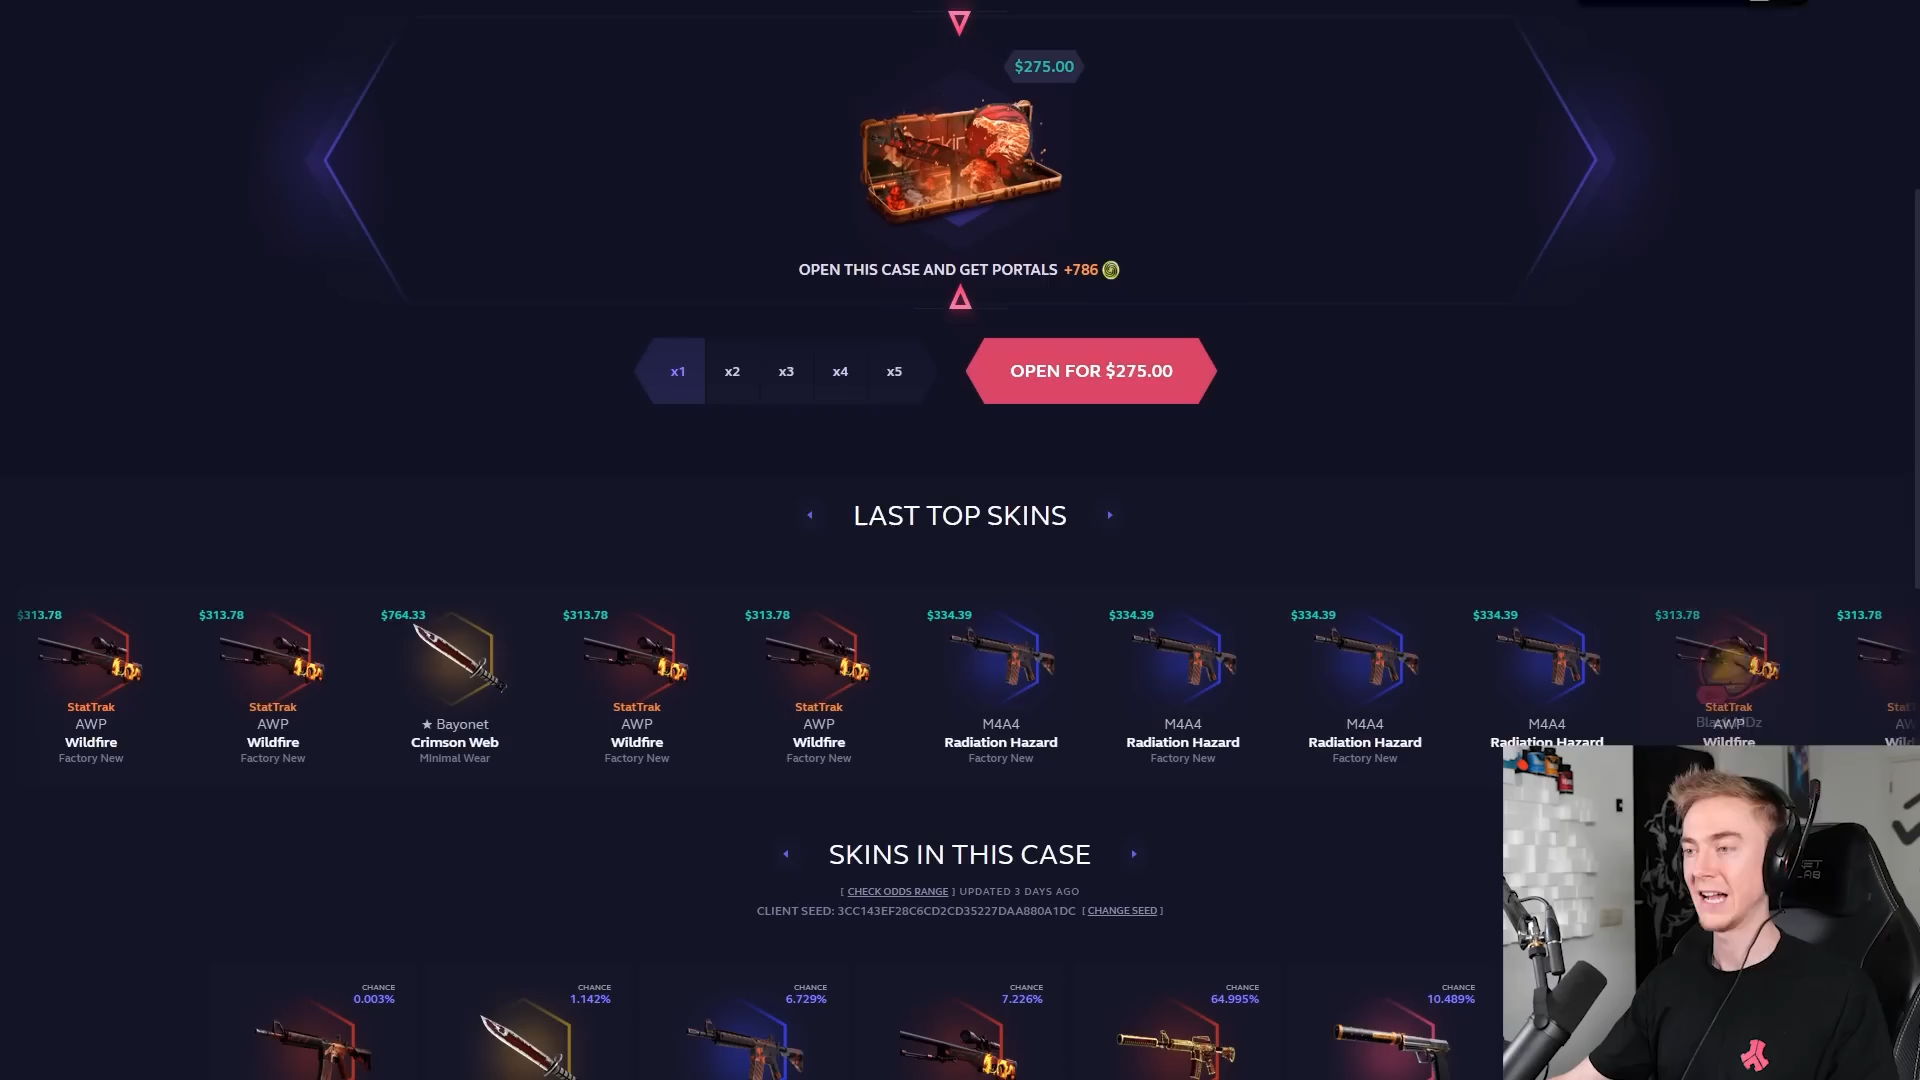 $275.00
OPEN THIS CASE AND GET PORTALS +786
x1 x2 x3 x4 x5
OPEN FOR $275.00
LAST TOP SKINS
$313.78 $313.78 $764.33 $313.78 $313.78 $334.39 $334.39 $334.39 $334.39 $313.78 $313.78
StatTrak StatTrak StatTrak StatTrak StatTrak
AWP AWP ★ Bayonet AWP AWP M4A4 M4A4 M4A4 M4A4 AWP
Wildfire Wildfire Crimson Web Wildfire Wildfire Radiation Hazard Radiation Hazard Radiation Hazard Radiation Hazard Wildfire
Factory New Factory New Minimal Wear Factory New Factory New Factory New Factory New Factory New
SKINS IN THIS CASE
[ CHECK ODDS RANGE ] UPDATED 3 DAYS AGO
CLIENT SEED: 3CC143EF28C6CD2CD35227DAA880A1DC [ CHANGE SEED ]
CHANCE CHANCE CHANCE CHANCE CHANCE CHANCE
0.003% 1.142% 6.729% 7.226% 64.995% 10.489%